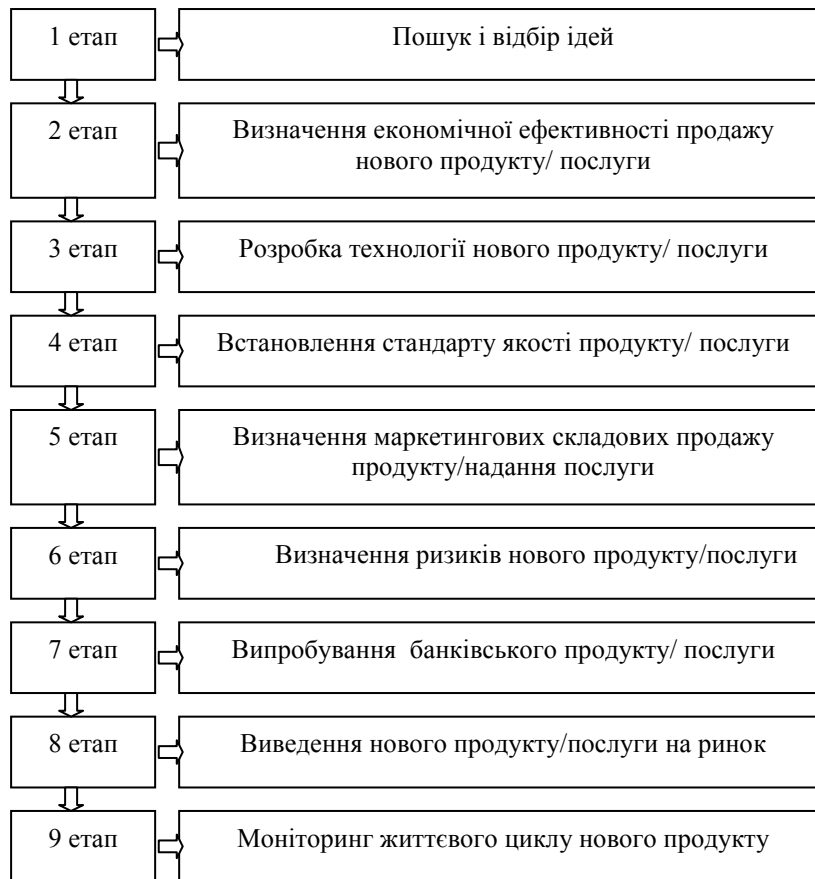 1 етап
Пошук і відбір ідей
2 етап
Визначення економічної ефективності продажу
нового продукту/ послуги
3 етап
Розробка технології нового продукту/ послуги
4 етап
Встановлення стандарту якості продукту/ послуги
5 етап
Визначення маркетингових складових продажу
продукту/надання послуги
6 етап
Визначення ризиків нового продукту/послуги
7 етап
Випробування банківського продукту/ послуги
8 етап
Виведення нового продукту/послуги на ринок
9 етап
Моніторинг життєвого циклу нового продукту